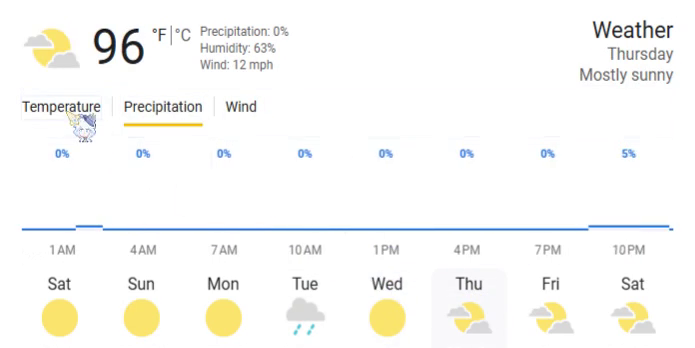 96 °F|°C
Precipitation: 0%
Humidity: 63%
Wind: 12 mph
Weather
Thursday
Mostly sunny
Temperature Precipitation Wind
0% 0% 0% 0% 0% 0% 0% 5%
1 AM 4 AM 7 AM 10 AM 1 PM 4 PM 7 PM 10 PM
Sat Sun Mon Tue Wed Thu Fri Sat